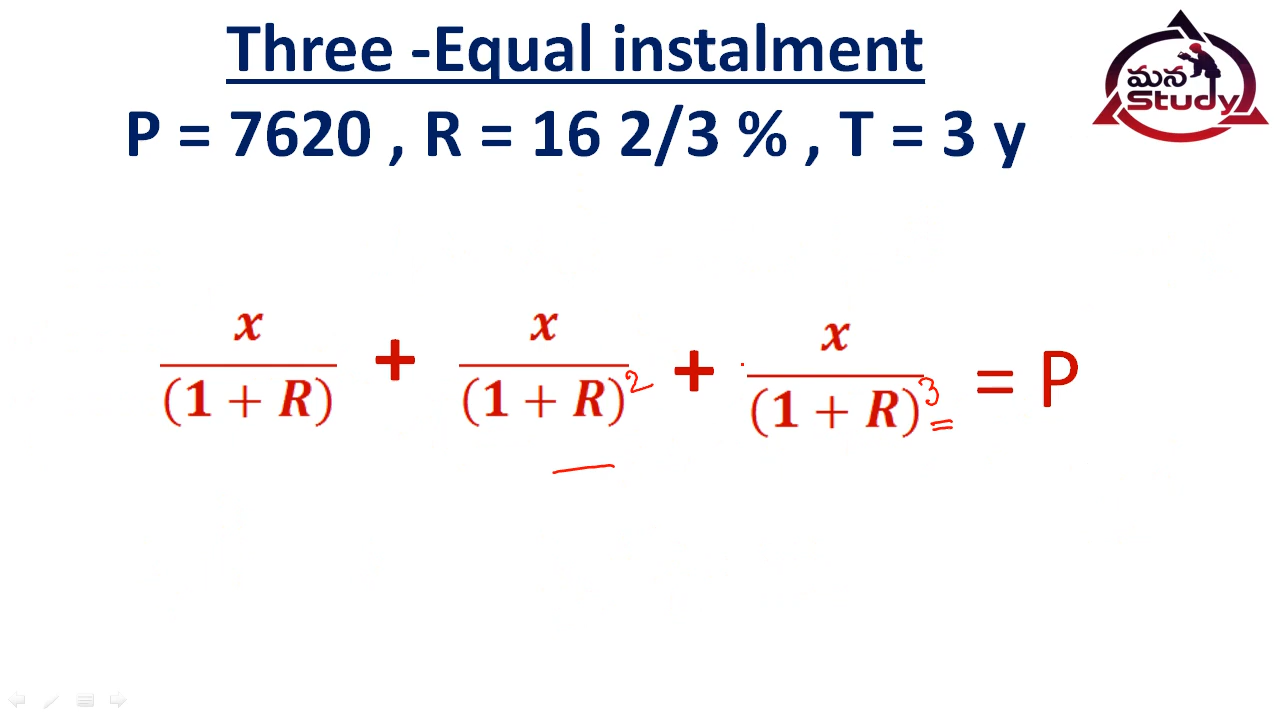 Three -Equal instalment
P = 7620 , R = 16 2/3 % , T = 3 y
మన
Study
x/(1 + R) + x/(1 + R)² + x/(1 + R)³ = P